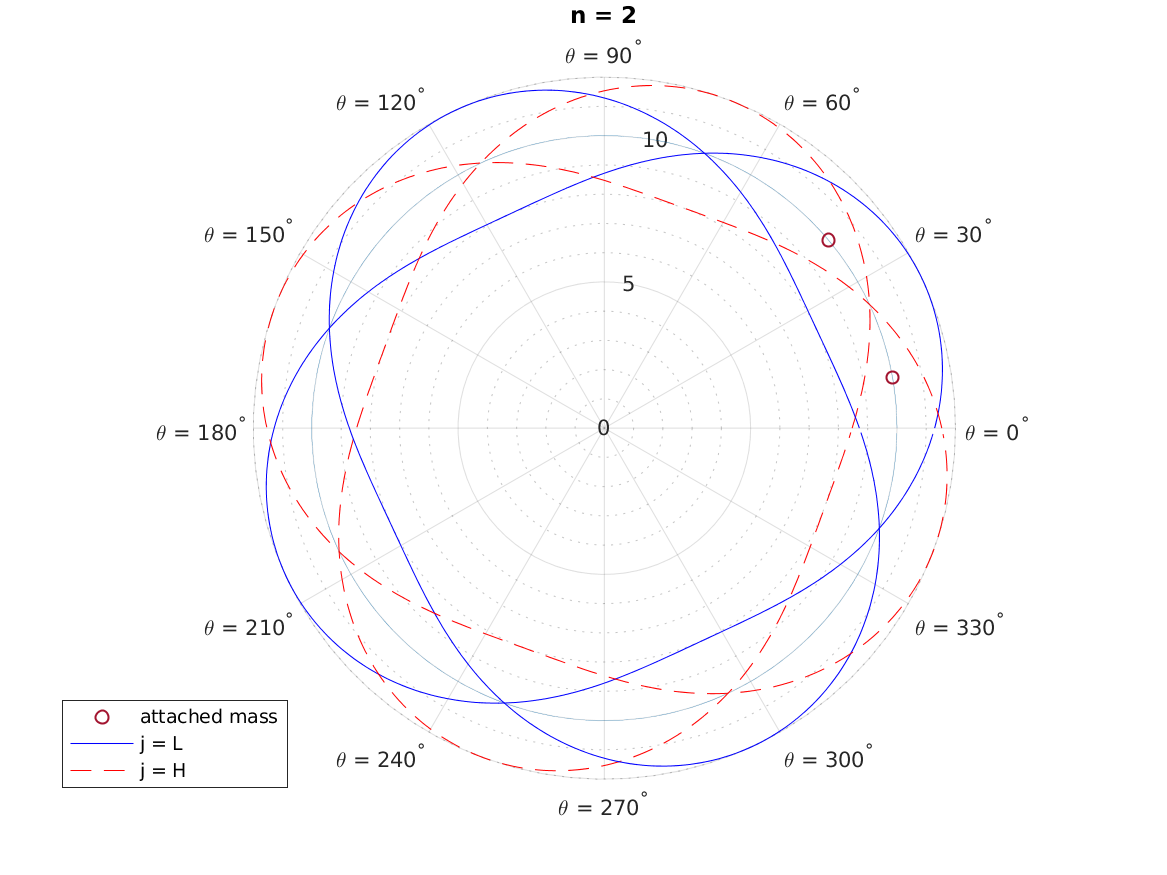 n = 2
θ = 90°
θ = 120°
θ = 60°
10
θ = 150°
θ = 30°
5
θ = 180°
0
θ = 0°
θ = 210°
θ = 330°
attached mass
j = L
j = H
θ = 240°
θ = 300°
θ = 270°